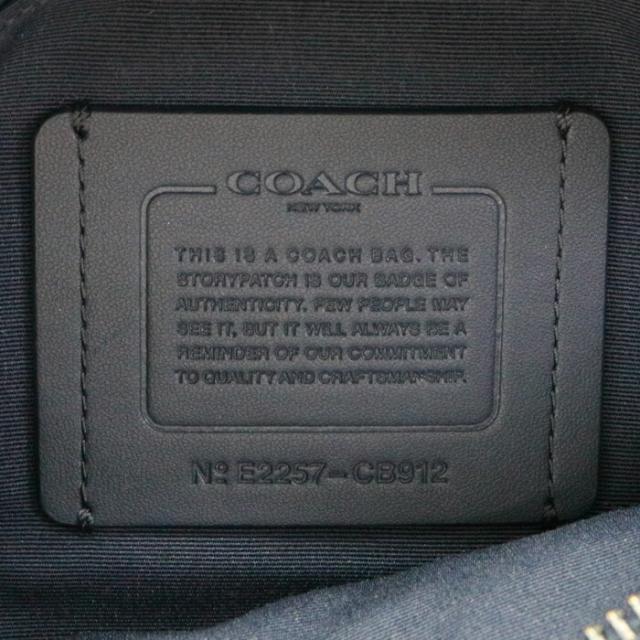 COACH
NEW YORK
THIS IS A COACH BAG. THE
STORYPATCH IS OUR BADGE OF
AUTHENTICITY. FEW PEOPLE MAY
SEE IT, BUT IT WILL ALWAYS BE A
REMINDER OF OUR COMMITMENT
TO QUALITY AND CRAFTSMANSHIP.
Nº E2257-CB912